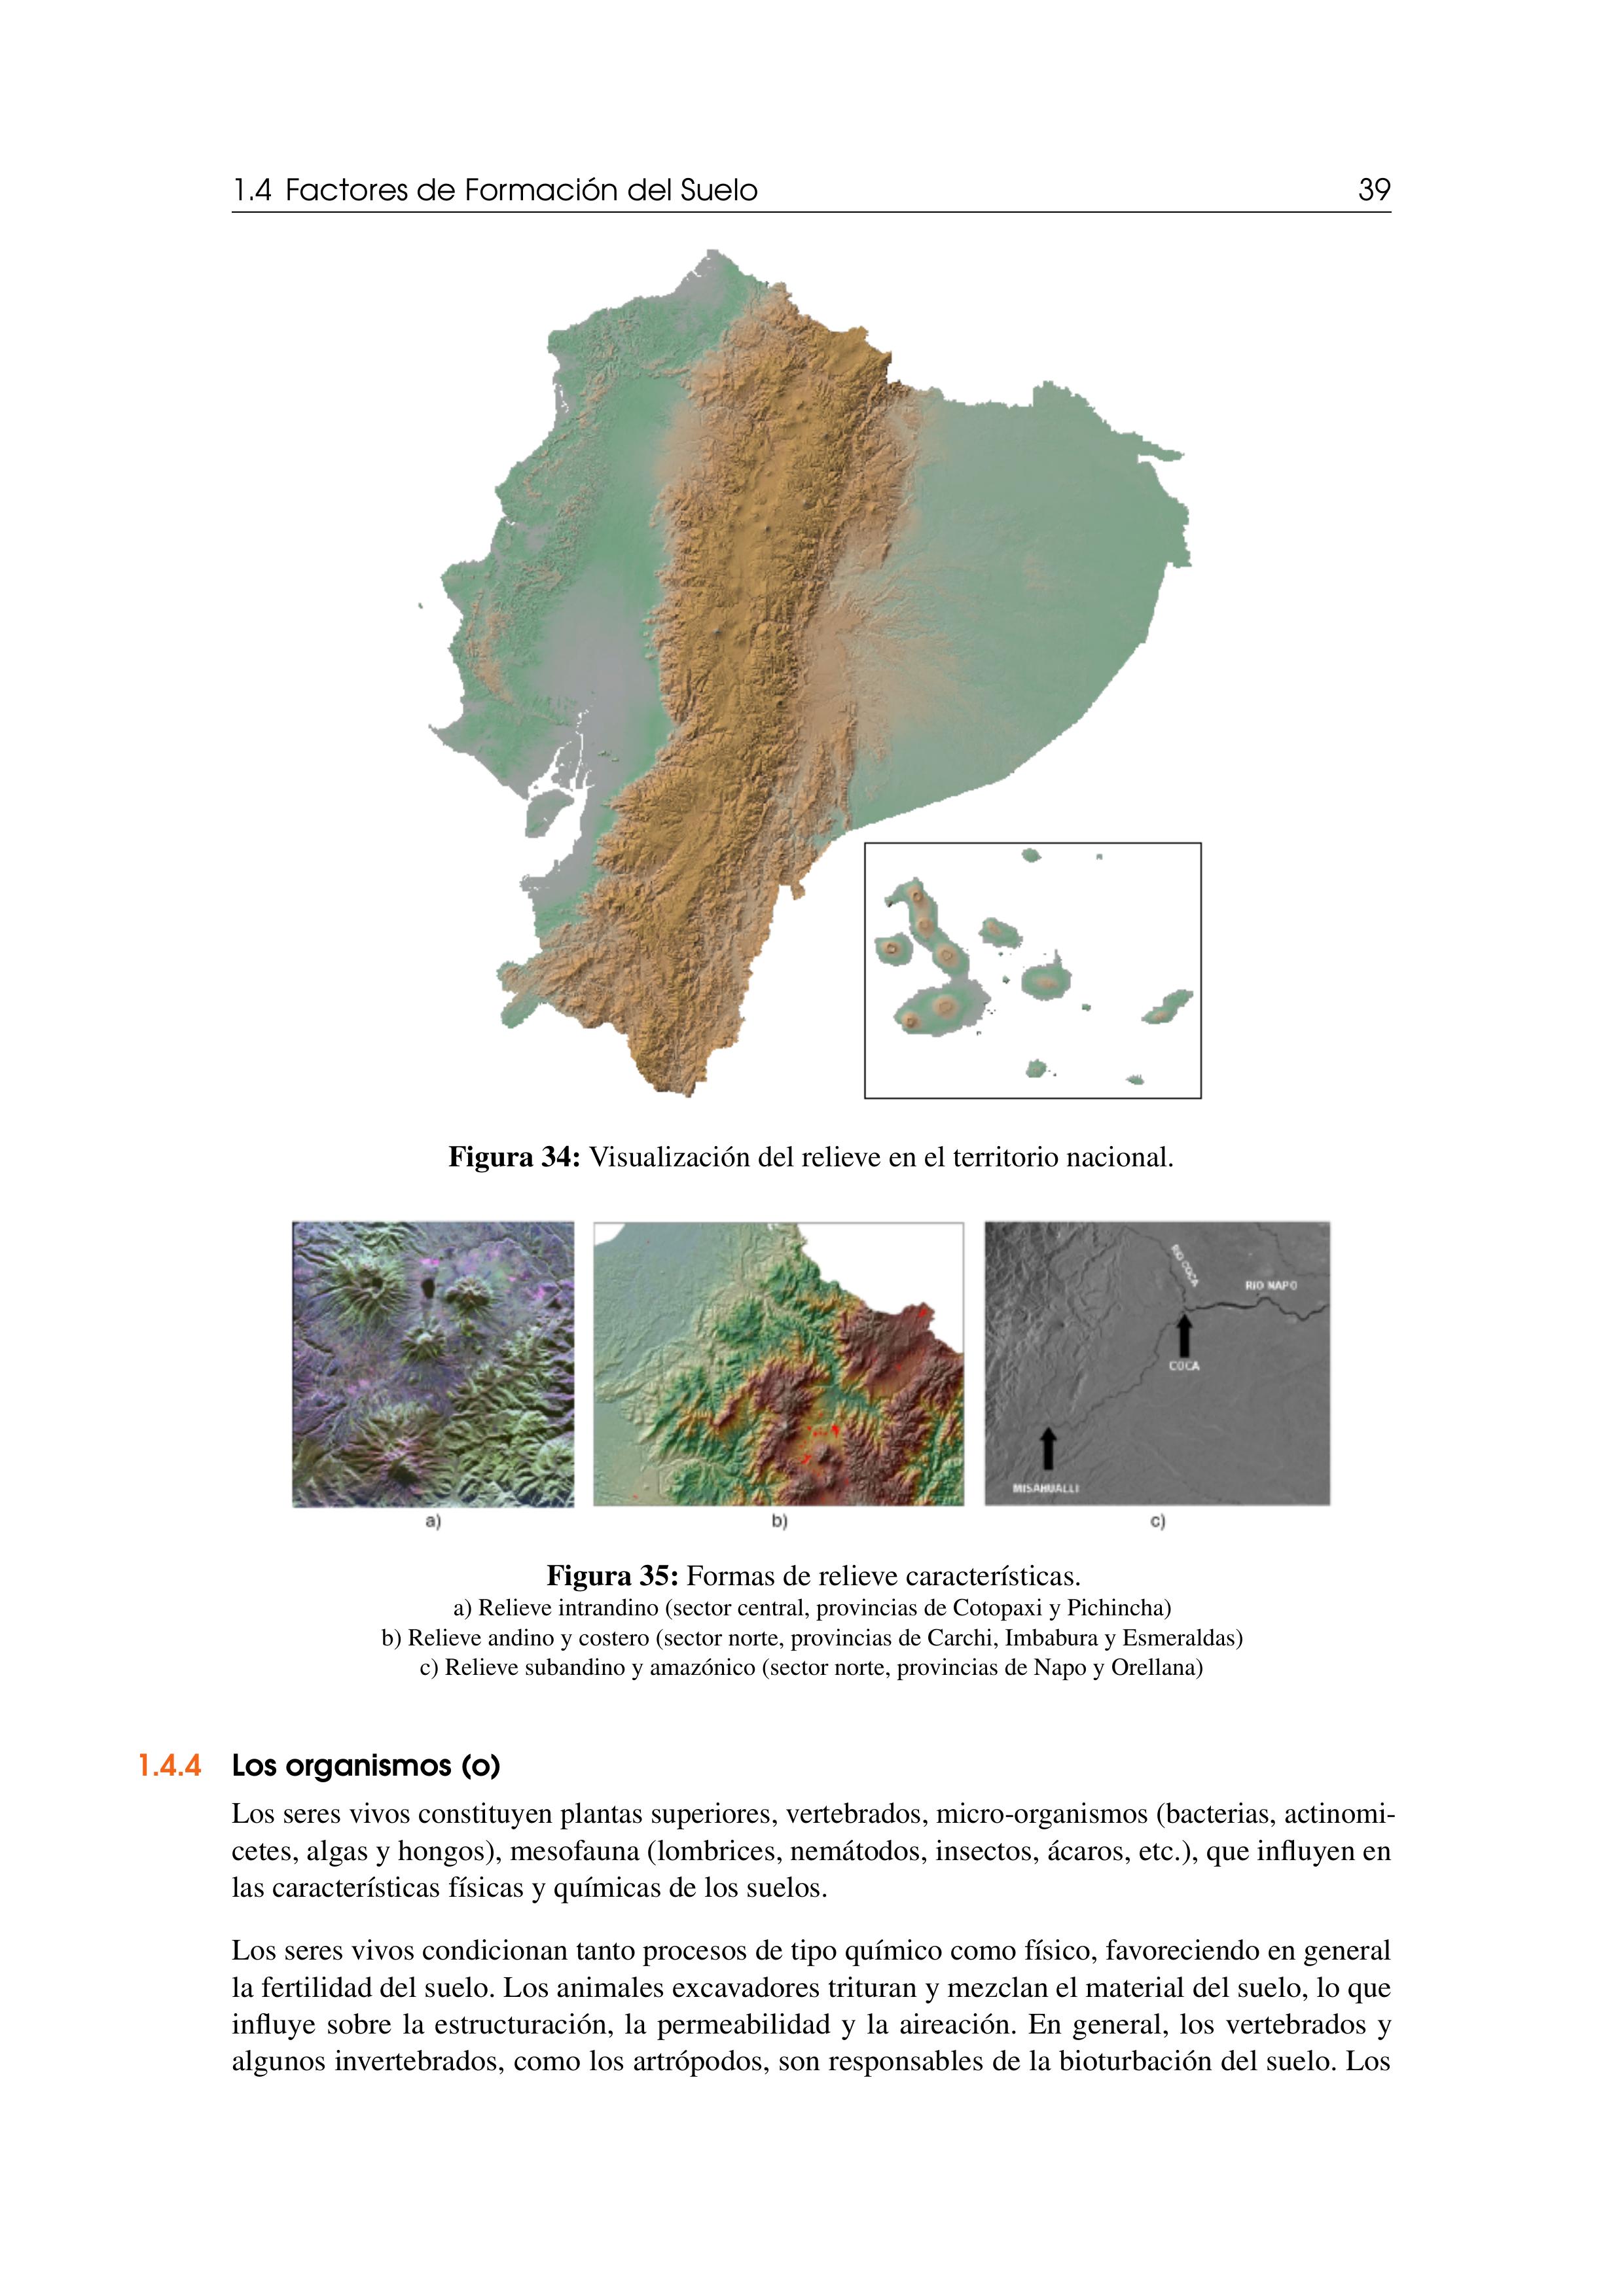 1.4 Factores de Formación del Suelo 39
Figura 34: Visualización del relieve en el territorio nacional.
RIO COCA
RIO NAPO
COCA
MISAHUALLI
a) b) c)
Figura 35: Formas de relieve características.
a) Relieve intrandino (sector central, provincias de Cotopaxi y Pichincha)
b) Relieve andino y costero (sector norte, provincias de Carchi, Imbabura y Esmeraldas)
c) Relieve subandino y amazónico (sector norte, provincias de Napo y Orellana)
1.4.4 Los organismos (o)
Los seres vivos constituyen plantas superiores, vertebrados, micro-organismos (bacterias, actinomi-
cetes, algas y hongos), mesofauna (lombrices, nemátodos, insectos, ácaros, etc.), que influyen en
las características físicas y químicas de los suelos.
Los seres vivos condicionan tanto procesos de tipo químico como físico, favoreciendo en general
la fertilidad del suelo. Los animales excavadores trituran y mezclan el material del suelo, lo que
influye sobre la estructuración, la permeabilidad y la aireación. En general, los vertebrados y
algunos invertebrados, como los artrópodos, son responsables de la bioturbación del suelo. Los